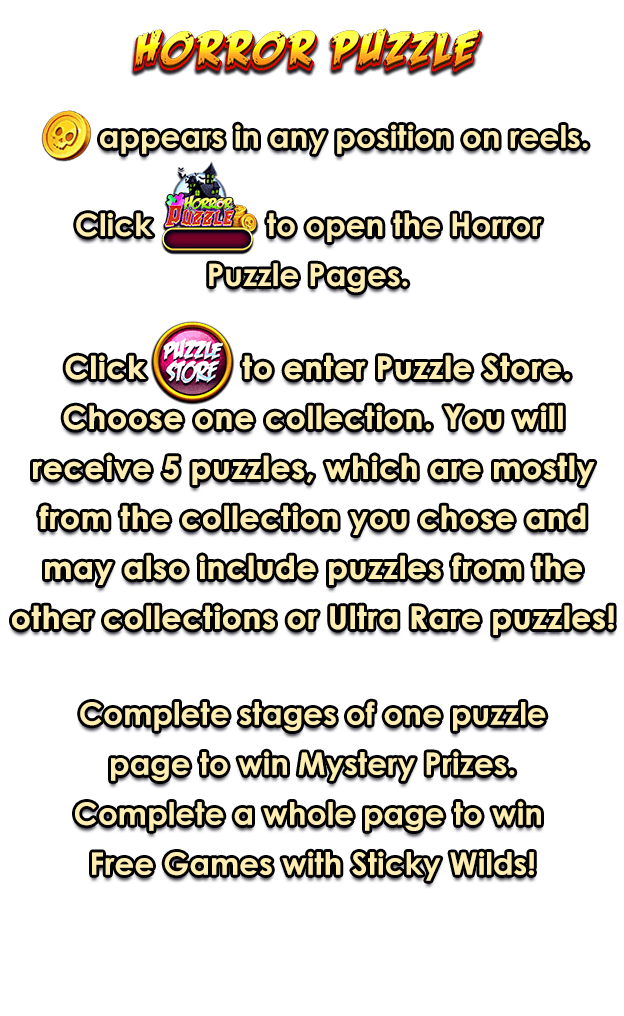 HORROR PUZZLE
appears in any position on reels.
Click HORROR PUZZLE to open the Horror
Puzzle Pages.
Click PUZZLE STORE to enter Puzzle Store.
Choose one collection. You will
receive 5 puzzles, which are mostly
from the collection you chose and
may also include puzzles from the
other collections or Ultra Rare puzzles!
Complete stages of one puzzle
page to win Mystery Prizes.
Complete a whole page to win
Free Games with Sticky Wilds!